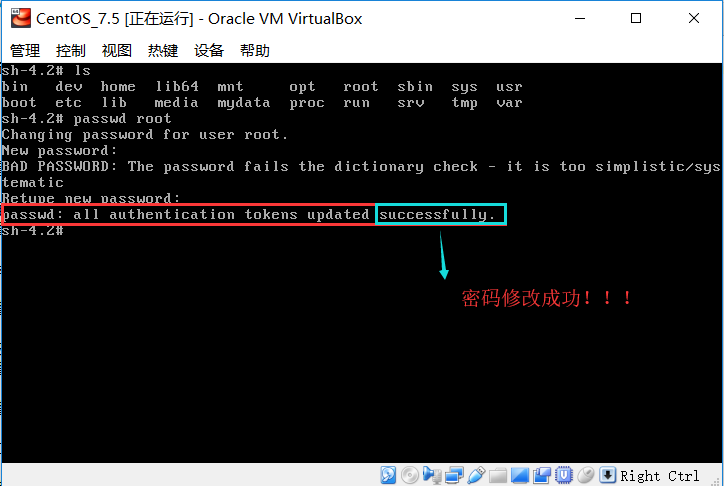 CentOS_7.5 [正在运行] - Oracle VM VirtualBox
管理 控制 视图 热键 设备 帮助
sh-4.2# ls
bin dev home lib64 mnt opt root sbin sys usr
boot etc lib media mydata proc run srv tmp var
sh-4.2# passwd root
Changing password for user root.
New password:
BAD PASSWORD: The password fails the dictionary check - it is too simplistic/sys
tematic
Retype new password:
passwd: all authentication tokens updated successfully.
sh-4.2#
密码修改成功！！！
Right Ctrl